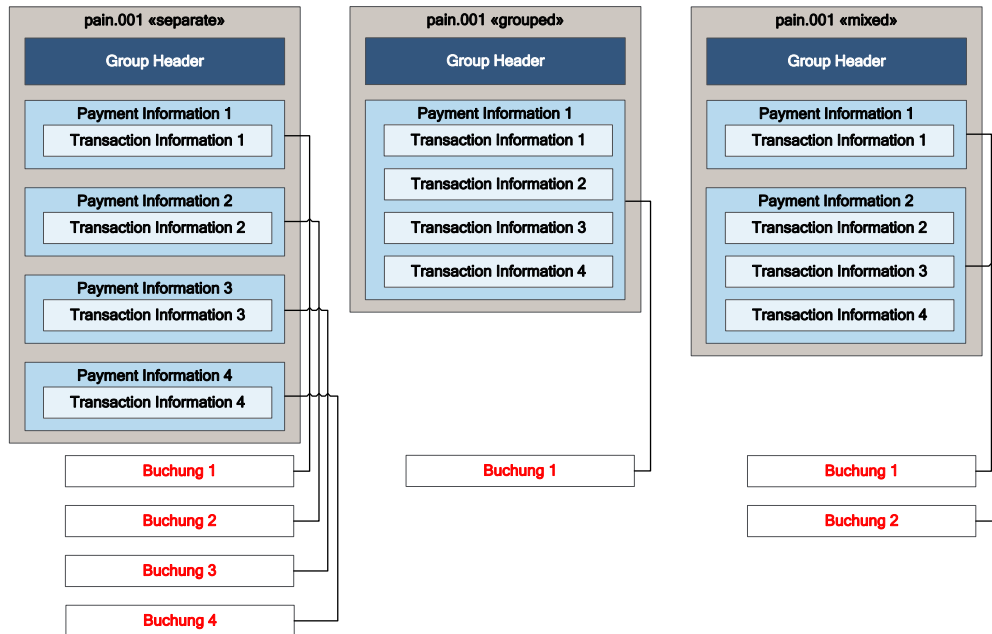 pain.001 «separate»
Group Header
Payment Information 1
Transaction Information 1
Payment Information 2
Transaction Information 2
Payment Information 3
Transaction Information 3
Payment Information 4
Transaction Information 4
Buchung 1
Buchung 2
Buchung 3
Buchung 4
pain.001 «grouped»
Group Header
Payment Information 1
Transaction Information 1
Transaction Information 2
Transaction Information 3
Transaction Information 4
Buchung 1
pain.001 «mixed»
Group Header
Payment Information 1
Transaction Information 1
Payment Information 2
Transaction Information 2
Transaction Information 3
Transaction Information 4
Buchung 1
Buchung 2